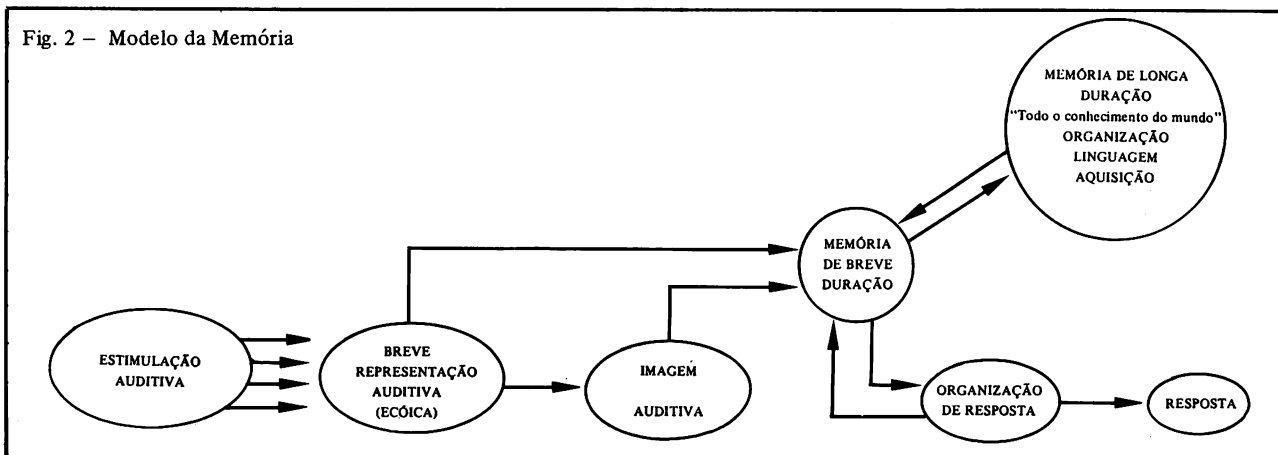 Fig. 2 – Modelo da Memória
MEMÓRIA DE LONGA
DURAÇÃO
"Todo o conhecimento do mundo"
ORGANIZAÇÃO
LINGUAGEM
AQUISIÇÃO
MEMÓRIA
DE BREVE
DURAÇÃO
ESTIMULAÇÃO
AUDITIVA
BREVE
REPRESENTAÇÃO
AUDITIVA
(ECÓICA)
IMAGEM
AUDITIVA
ORGANIZAÇÃO
DE RESPOSTA
RESPOSTA